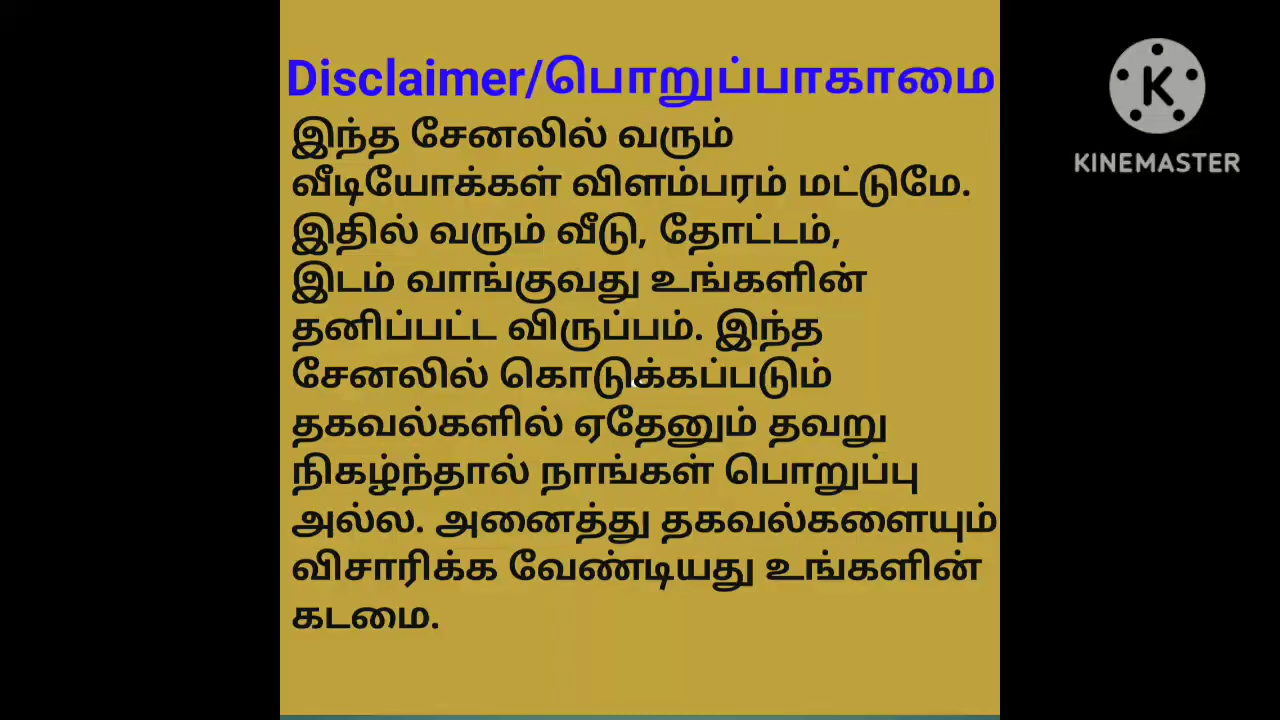 Disclaimer/பொறுப்பாகாமை
இந்த சேனலில் வரும்
வீடியோக்கள் விளம்பரம் மட்டுமே.
இதில் வரும் வீடு, தோட்டம்,
இடம் வாங்குவது உங்களின்
தனிப்பட்ட விருப்பம். இந்த
சேனலில் கொடுக்கப்படும்
தகவல்களில் ஏதேனும் தவறு
நிகழ்ந்தால் நாங்கள் பொறுப்பு
அல்ல. அனைத்து தகவல்களையும்
விசாரிக்க வேண்டியது உங்களின்
கடமை.
K
KINEMASTER